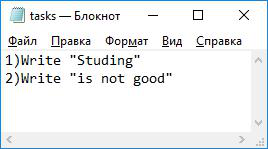 tasks — Блокнот
Файл Правка Формат Вид Справка
1)Write "Studing"
2)Write "is not good"